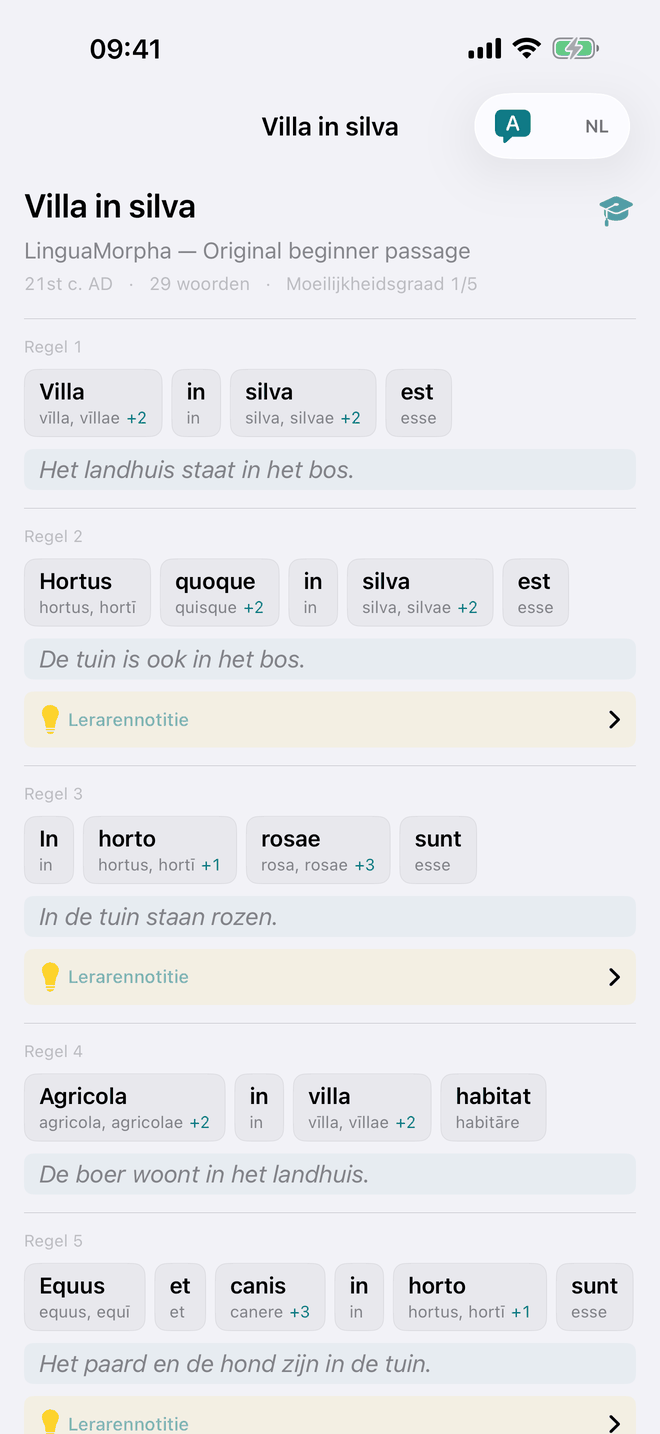 09:41
Villa in silva
A NL
Villa in silva
LinguaMorpha — Original beginner passage
21st c. AD · 29 woorden · Moeilijkheidsgraad 1/5
Regel 1
Villa in silva est
vīlla, vīllae +2 in silva, silvae +2 esse
Het landhuis staat in het bos.
Regel 2
Hortus quoque in silva est
hortus, hortī quisque +2 in silva, silvae +2 esse
De tuin is ook in het bos.
Lerarennotitie
Regel 3
In horto rosae sunt
in hortus, hortī +1 rosa, rosae +3 esse
In de tuin staan rozen.
Lerarennotitie
Regel 4
Agricola in villa habitat
agricola, agricolae +2 in vīlla, vīllae +2 habitāre
De boer woont in het landhuis.
Regel 5
Equus et canis in horto sunt
equus, equī et canere +3 in hortus, hortī +1 esse
Het paard en de hond zijn in de tuin.
Lerarennotitie